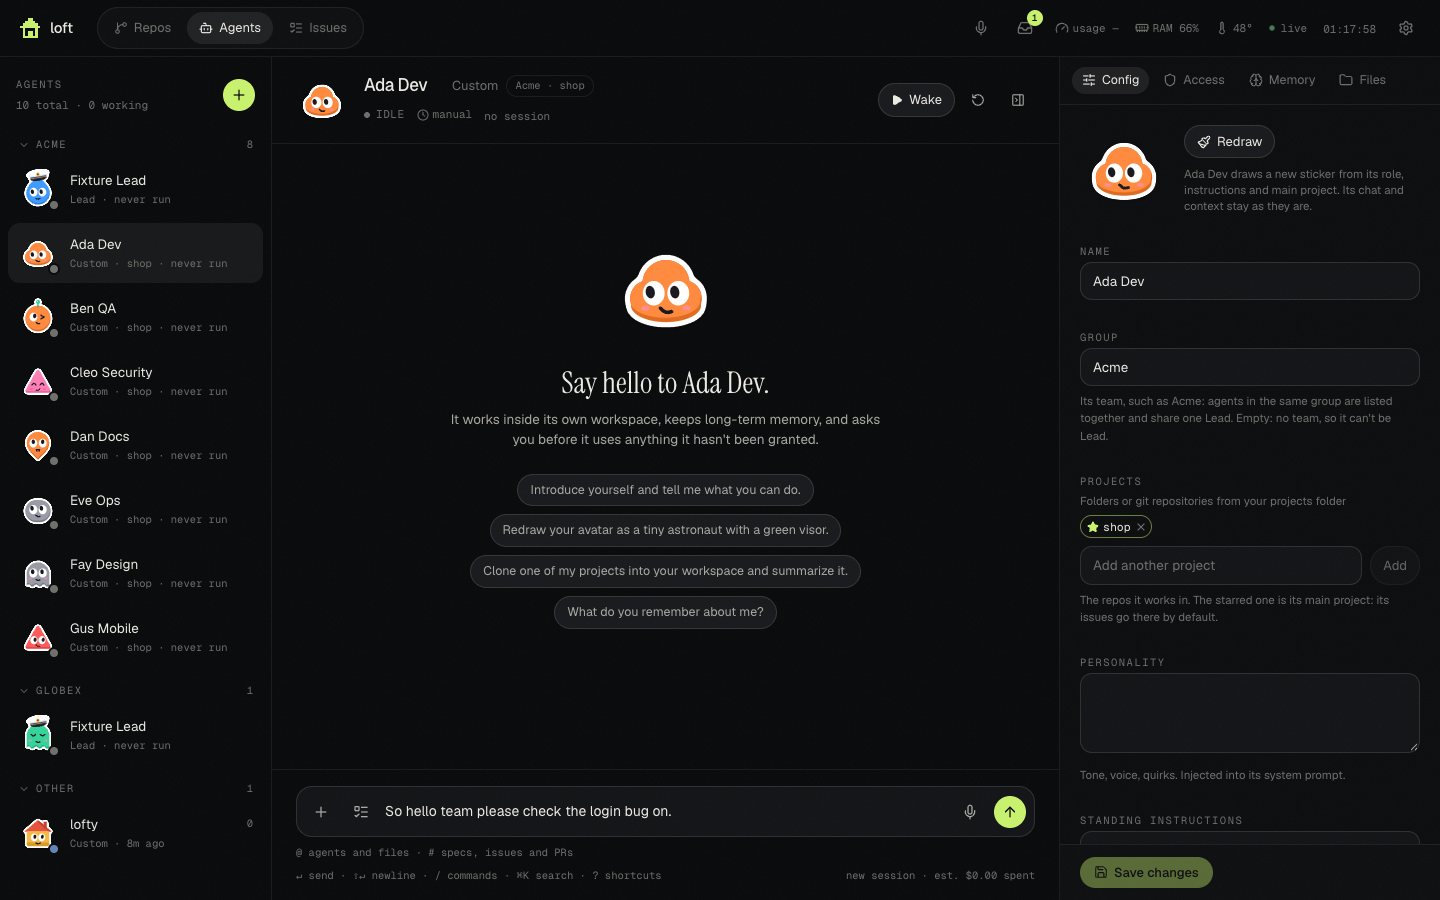 loft
Repos
Agents
Issues
1
usage —
RAM 66%
48°
live
01:17:58
AGENTS
10 total · 0 working
ACME 8
Fixture Lead
Lead · never run
Ada Dev
Custom · shop · never run
Ben QA
Custom · shop · never run
Cleo Security
Custom · shop · never run
Dan Docs
Custom · shop · never run
Eve Ops
Custom · shop · never run
Fay Design
Custom · shop · never run
Gus Mobile
Custom · shop · never run
GLOBEX 1
Fixture Lead
Lead · never run
OTHER 1
lofty 0
Custom · 8m ago
Ada Dev Custom Acme · shop
IDLE manual no session
Wake
Say hello to Ada Dev.
It works inside its own workspace, keeps long-term memory, and asks
you before it uses anything it hasn't been granted.
Introduce yourself and tell me what you can do.
Redraw your avatar as a tiny astronaut with a green visor.
Clone one of my projects into your workspace and summarize it.
What do you remember about me?
So hello team please check the login bug on.
@ agents and files · # specs, issues and PRs
↵ send · ⇧↵ newline · / commands · ⌘K search · ? shortcuts
new session · est. $0.00 spent
Config
Access
Memory
Files
Redraw
Ada Dev draws a new sticker from its role,
instructions and main project. Its chat and
context stay as they are.
NAME
Ada Dev
GROUP
Acme
Its team, such as Acme: agents in the same group are listed
together and share one Lead. Empty: no team, so it can't be
Lead.
PROJECTS
Folders or git repositories from your projects folder
shop ×
Add another project
Add
The repos it works in. The starred one is its main project: its
issues go there by default.
PERSONALITY
Tone, voice, quirks. Injected into its system prompt.
STANDING INSTRUCTIONS
Save changes